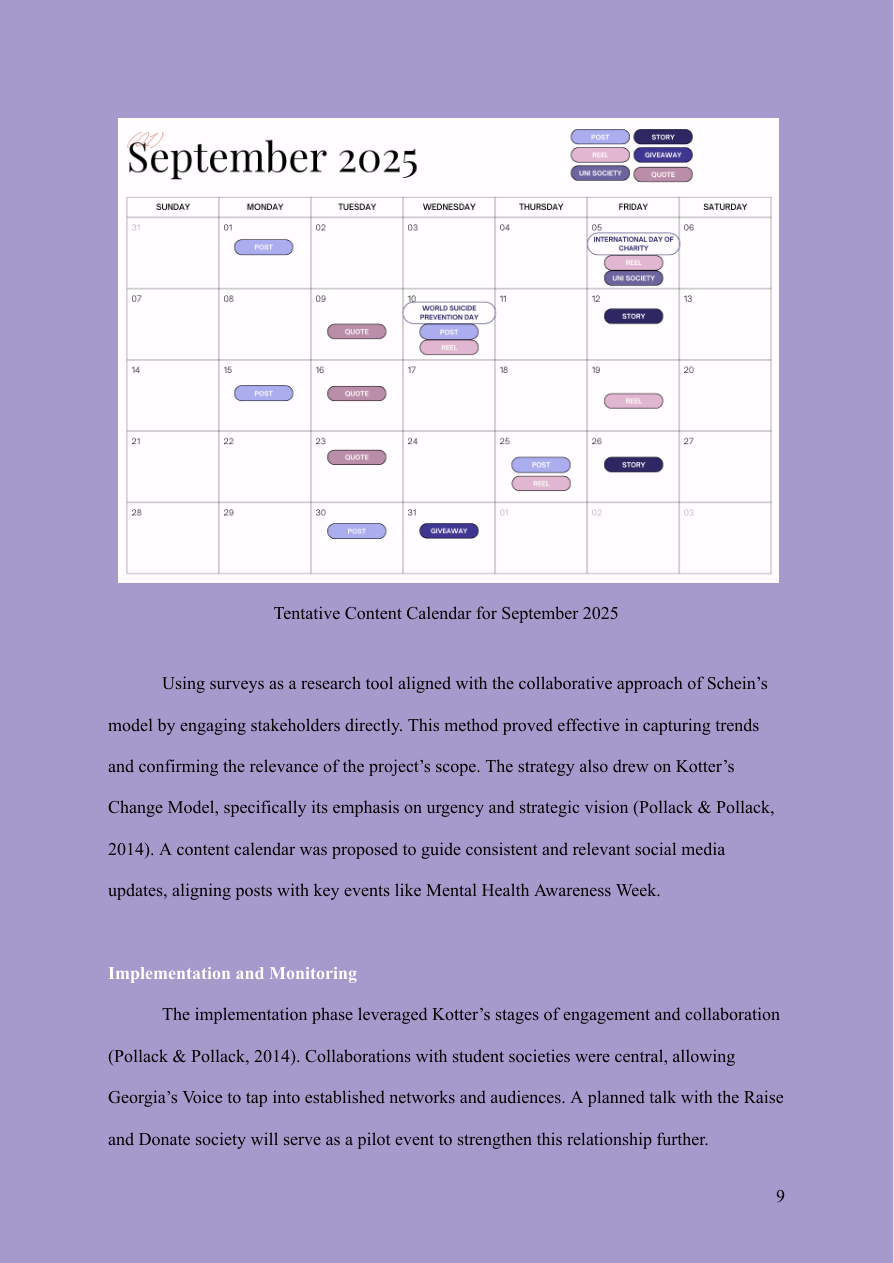 (01)
September 2025
POST STORY
REEL GIVEAWAY
UNI SOCIETY QUOTE
SUNDAY MONDAY TUESDAY WEDNESDAY THURSDAY FRIDAY SATURDAY
31 01 02 03 04 05 06
POST
INTERNATIONAL DAY OF
CHARITY
REEL
UNI SOCIETY
07 08 09 10 11 12 13
QUOTE
WORLD SUICIDE
PREVENTION DAY
POST
REEL
STORY
14 15 16 17 18 19 20
POST QUOTE REEL
21 22 23 24 25 26 27
QUOTE POST STORY
REEL
28 29 30 31 01 02 03
POST GIVEAWAY
Tentative Content Calendar for September 2025
Using surveys as a research tool aligned with the collaborative approach of Schein’s
model by engaging stakeholders directly. This method proved effective in capturing trends
and confirming the relevance of the project’s scope. The strategy also drew on Kotter’s
Change Model, specifically its emphasis on urgency and strategic vision (Pollack & Pollack,
2014). A content calendar was proposed to guide consistent and relevant social media
updates, aligning posts with key events like Mental Health Awareness Week.
Implementation and Monitoring
The implementation phase leveraged Kotter’s stages of engagement and collaboration
(Pollack & Pollack, 2014). Collaborations with student societies were central, allowing
Georgia’s Voice to tap into established networks and audiences. A planned talk with the Raise
and Donate society will serve as a pilot event to strengthen this relationship further.
9